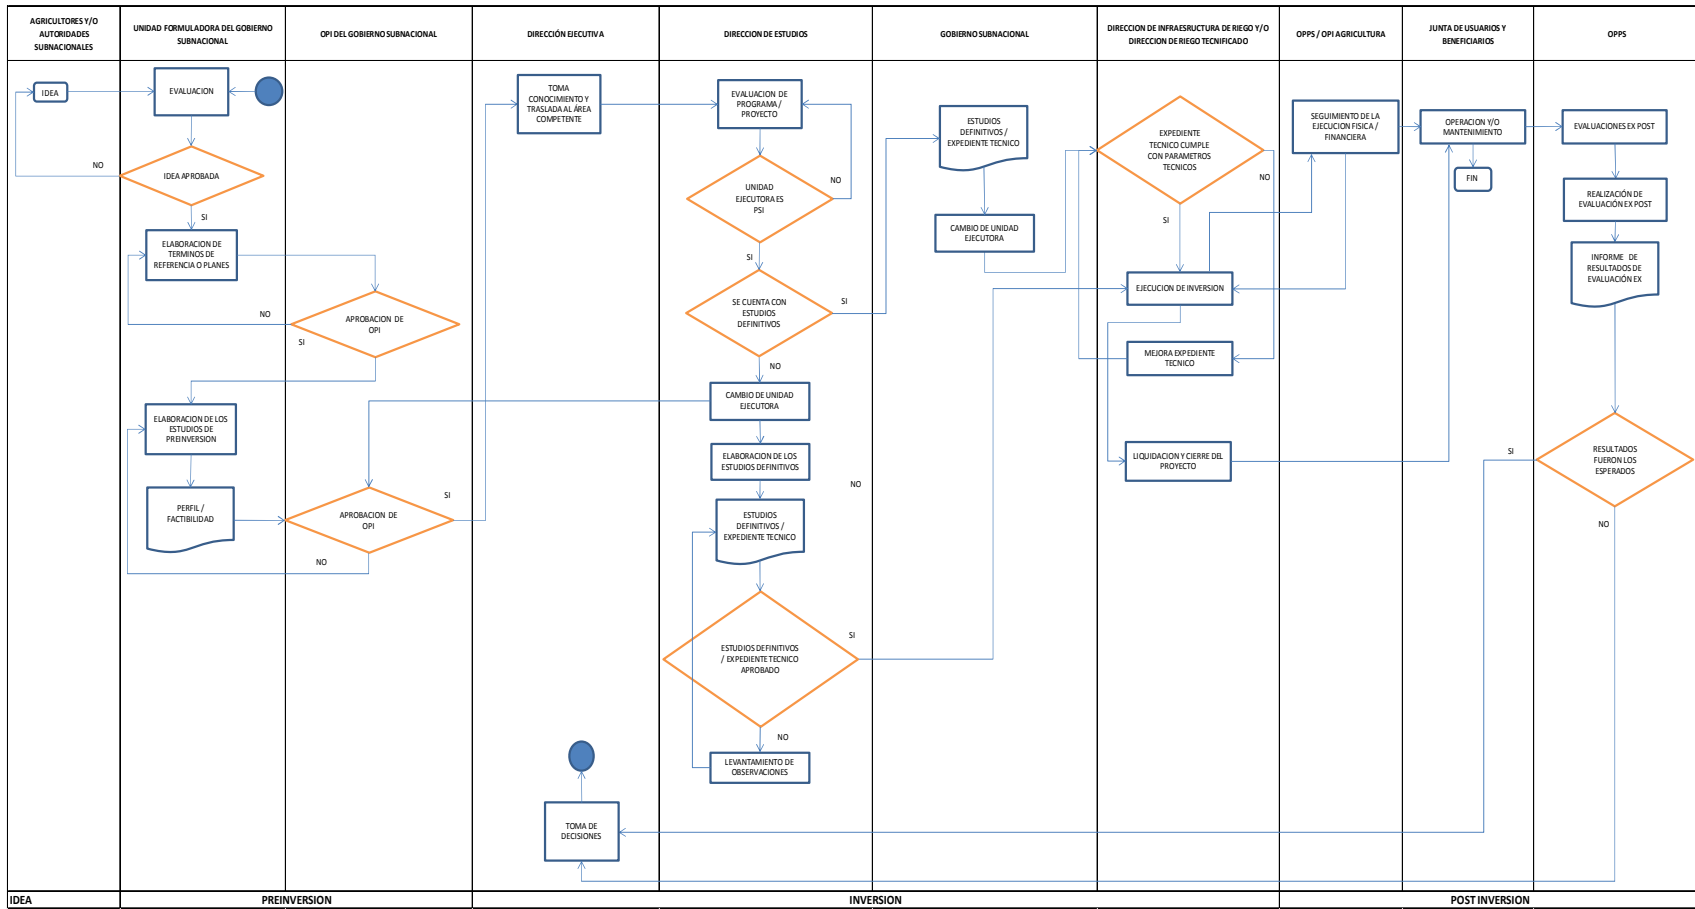 AGRICULTORES Y/O
AUTORIDADES
SUBNACIONALES
UNIDAD FORMULADORA DEL GOBIERNO
SUBNACIONAL
OPI DEL GOBIERNO SUBNACIONAL
DIRECCIÓN EJECUTIVA
DIRECCION DE ESTUDIOS
GOBIERNO SUBNACIONAL
DIRECCION DE INFRAESRUCTURA DE RIEGO Y/O
DIRECCION DE RIEGO TECNIFICADO
OPPS / OPI AGRICULTURA
JUNTA DE USUARIOS Y
BENEFICIARIOS
OPPS
IDEA
EVALUACION
NO
IDEA APROBADA
SI
ELABORACION DE
TERMINOS DE
REFERENCIA O PLANES
NO
APROBACION DE
OPI
SI
ELABORACION DE LOS
ESTUDIOS DE
PREINVERSION
PERFIL /
FACTIBILIDAD
APROBACION DE
OPI
SI
NO
TOMA
CONOCIMIENTO Y
TRASLADA AL ÁREA
COMPETENTE
EVALUACION DE
PROGRAMA /
PROYECTO
UNIDAD
EJECUTORA ES
PSI
NO
SI
SE CUENTA CON
ESTUDIOS
DEFINITIVOS
SI
NO
CAMBIO DE UNIDAD
EJECUTORA
ELABORACION DE LOS
ESTUDIOS DEFINITIVOS
NO
ESTUDIOS
DEFINITIVOS /
EXPEDIENTE TECNICO
ESTUDIOS DEFINITIVOS
/ EXPEDIENTE TECNICO
APROBADO
SI
NO
LEVANTAMIENTO DE
OBSERVACIONES
TOMA DE
DECISIONES
ESTUDIOS
DEFINITIVOS /
EXPEDIENTE TECNICO
CAMBIO DE UNIDAD
EJECUTORA
EXPEDIENTE
TECNICO CUMPLE
CON PARAMETROS
TECNICOS
NO
SI
EJECUCION DE INVERSION
MEJORA EXPEDIENTE
TECNICO
LIQUIDACION Y CIERRE DEL
PROYECTO
SEGUIMIENTO DE LA
EJECUCION FISICA /
FINANCIERA
OPERACION Y/O
MANTENIMIENTO
FIN
EVALUACIONES EX POST
REALIZACIÓN DE
EVALUACIÓN EX POST
INFORME DE
RESULTADOS DE
EVALUACIÓN EX
RESULTADOS
FUERON LOS
ESPERADOS
SI
NO
IDEA
PREINVERSION
INVERSION
POST INVERSION